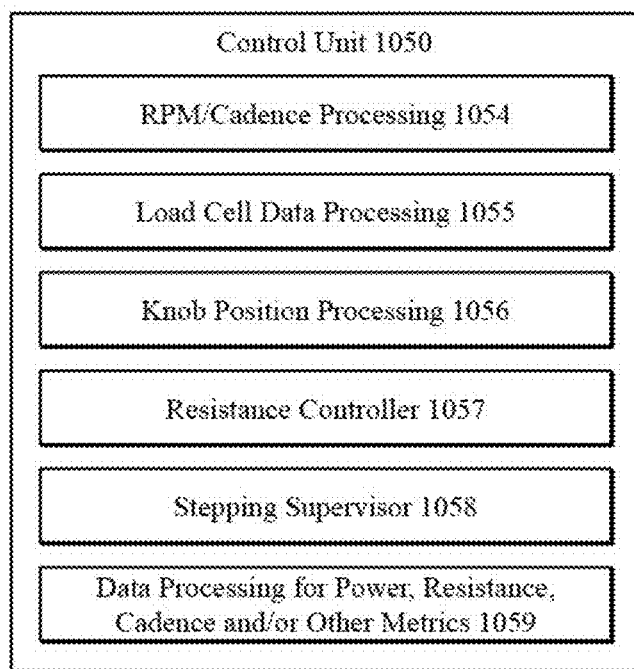 Control Unit 1050
RPM/Cadence Processing 1054
Load Cell Data Processing 1055
Knob Position Processing 1056
Resistance Controller 1057
Stepping Supervisor 1058
Data Processing for Power, Resistance,
Cadence and/or Other Metrics 1059